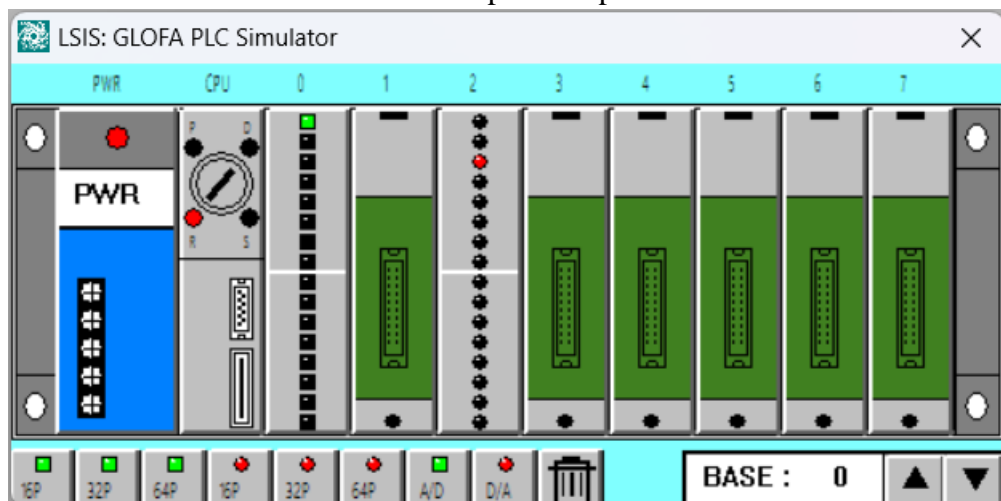 LSIS: GLOFA PLC Simulator
PWR CPU 0 1 2 3 4 5 6 7
P D
PWR
R S
16P 32P 64P 16P 32P 64P A/D D/A BASE : 0